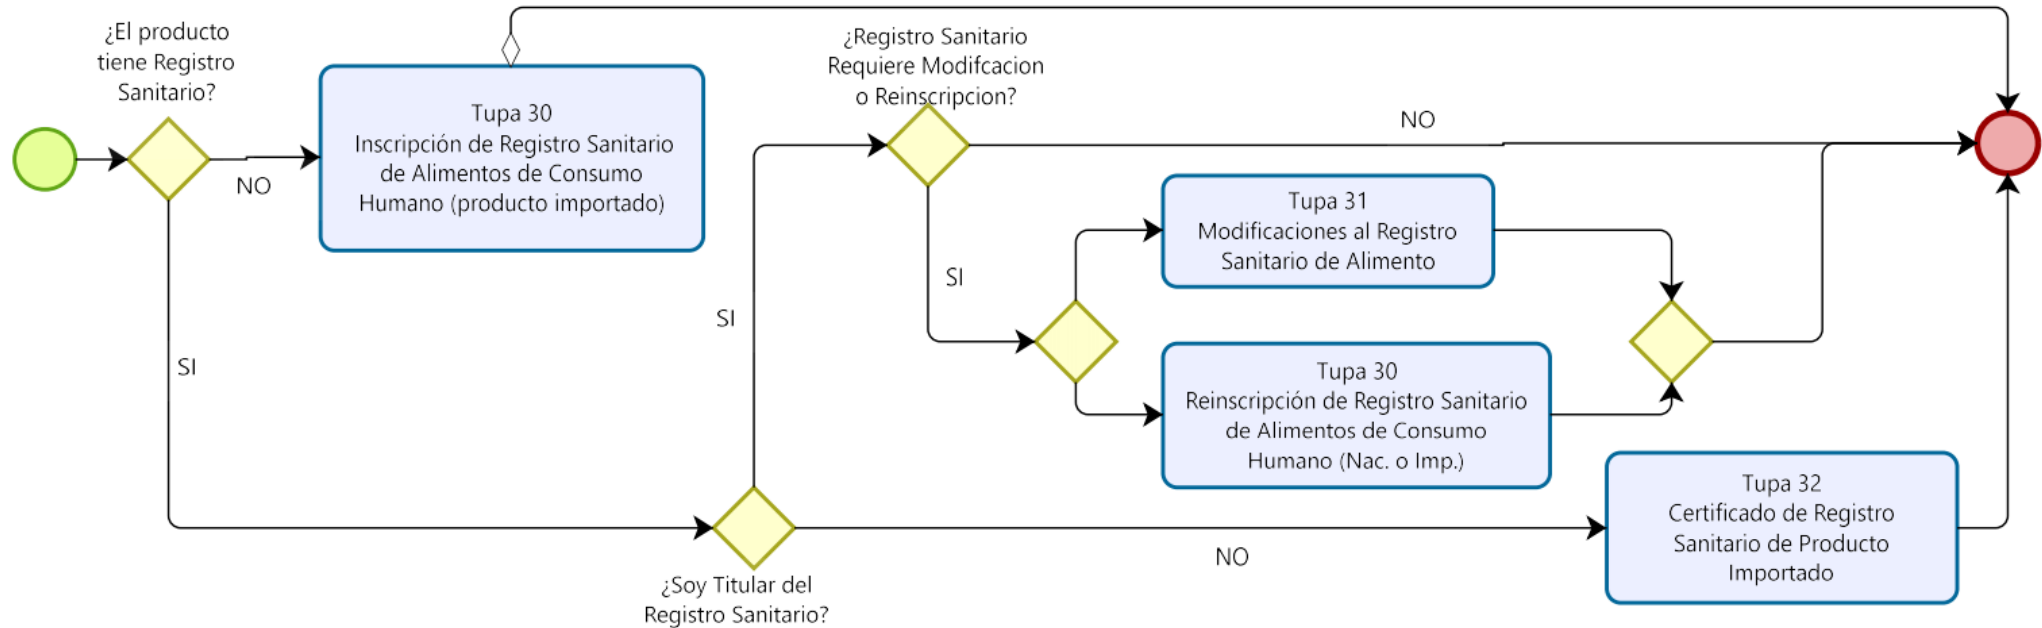 ¿El producto
tiene Registro
Sanitario?
NO
SI
Tupa 30
Inscripción de Registro Sanitario
de Alimentos de Consumo
Humano (producto importado)
¿Registro Sanitario
Requiere Modifcacion
o Reinscripcion?
NO
SI
SI
Tupa 31
Modificaciones al Registro
Sanitario de Alimento
Tupa 30
Reinscripción de Registro Sanitario
de Alimentos de Consumo
Humano (Nac. o Imp.)
¿Soy Titular del
Registro Sanitario?
NO
Tupa 32
Certificado de Registro
Sanitario de Producto
Importado